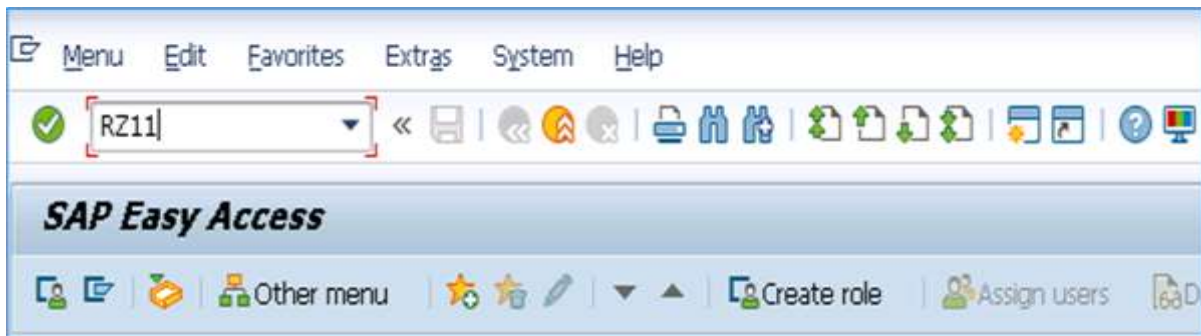 Menu Edit Favorites Extras System Help
RZ11
SAP Easy Access
Other menu Create role Assign users D